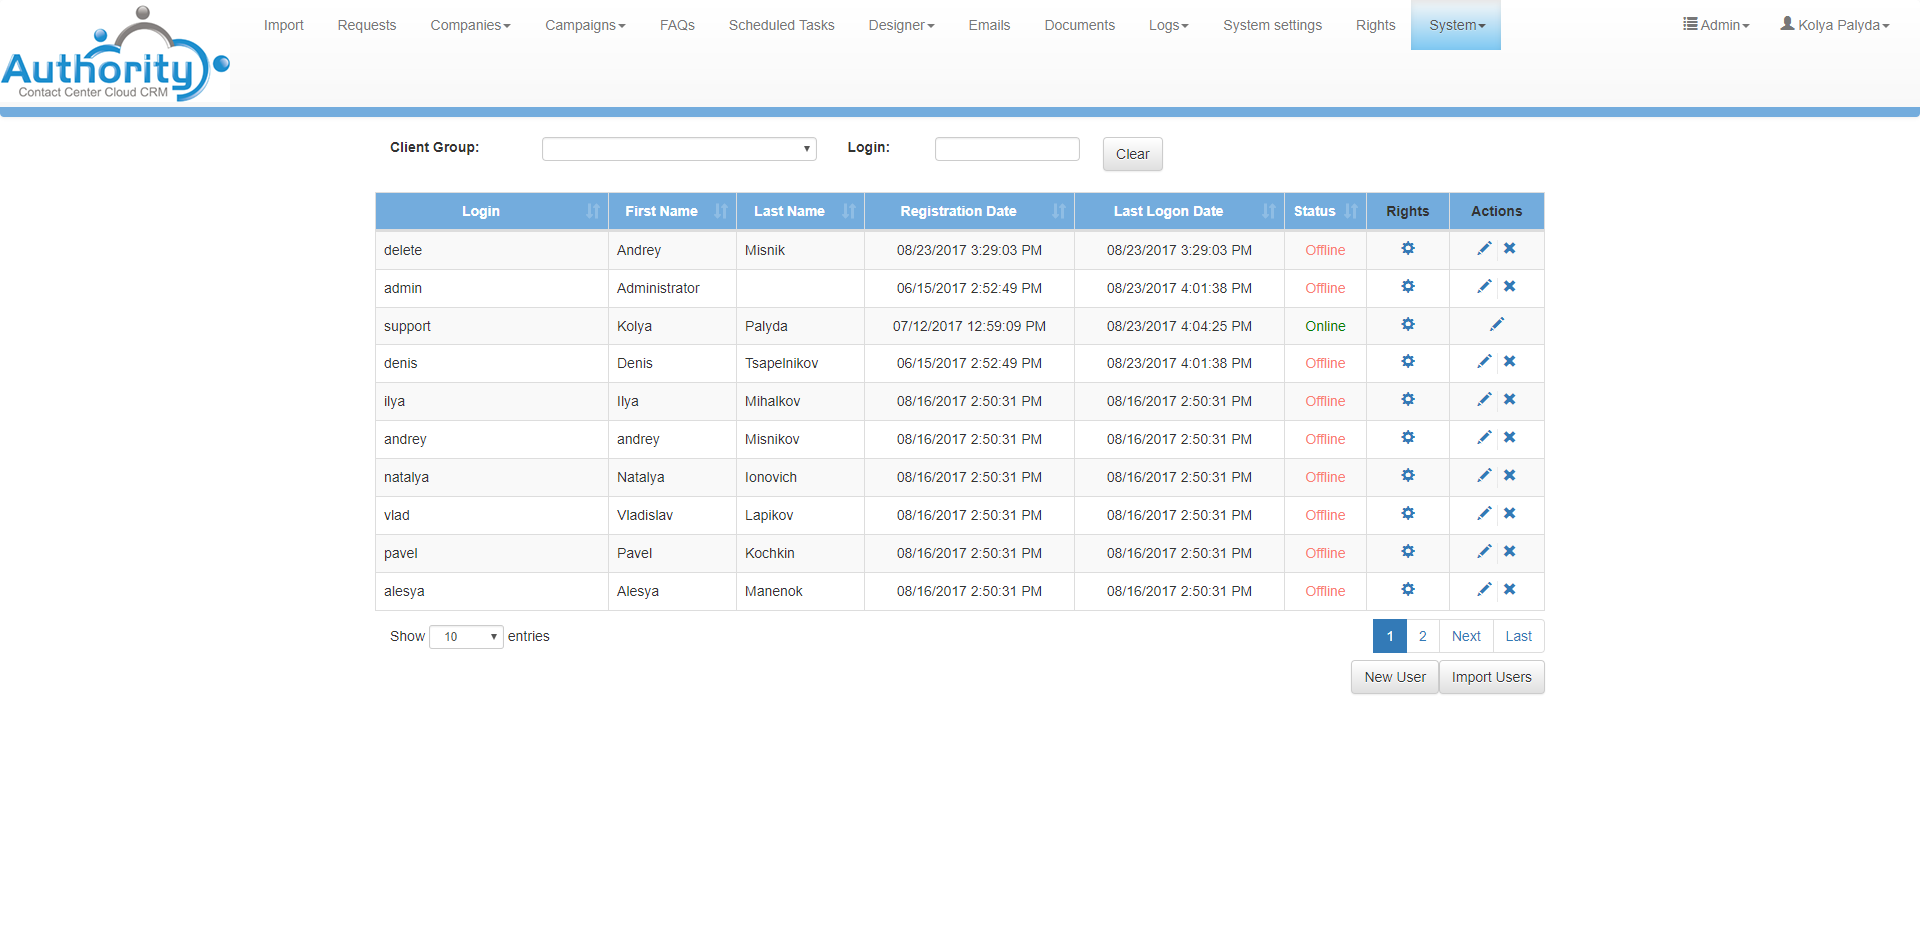 Authority
Contact Center Cloud CRM
Import Requests Companies Campaigns FAQs Scheduled Tasks Designer Emails Documents Logs System settings Rights System Admin Kolya Palyda
Client Group: Login: Clear
Login First Name Last Name Registration Date Last Logon Date Status Rights Actions
delete Andrey Misnik 08/23/2017 3:29:03 PM 08/23/2017 3:29:03 PM Offline
admin Administrator 06/15/2017 2:52:49 PM 08/23/2017 4:01:38 PM Offline
support Kolya Palyda 07/12/2017 12:59:09 PM 08/23/2017 4:04:25 PM Online
denis Denis Tsapelnikov 06/15/2017 2:52:49 PM 08/23/2017 4:01:38 PM Offline
ilya Ilya Mihalkov 08/16/2017 2:50:31 PM 08/16/2017 2:50:31 PM Offline
andrey andrey Misnikov 08/16/2017 2:50:31 PM 08/16/2017 2:50:31 PM Offline
natalya Natalya Ionovich 08/16/2017 2:50:31 PM 08/16/2017 2:50:31 PM Offline
vlad Vladislav Lapikov 08/16/2017 2:50:31 PM 08/16/2017 2:50:31 PM Offline
pavel Pavel Kochkin 08/16/2017 2:50:31 PM 08/16/2017 2:50:31 PM Offline
alesya Alesya Manenok 08/16/2017 2:50:31 PM 08/16/2017 2:50:31 PM Offline
Show 10 entries 1 2 Next Last
New User Import Users